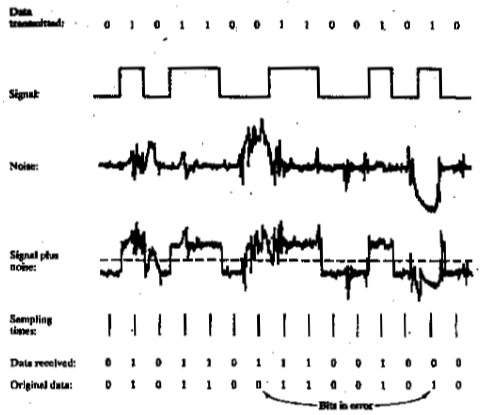 Data
transmitted: 0 1 0 1 1 0 0 1 1 0 0 1 0 1 0
Signal:
Noise:
Signal plus
noise:
Sampling
times:
Data received: 0 1 0 1 1 0 1 1 1 0 0 1 0 0 0
Original data: 0 1 0 1 1 0 0 1 1 0 0 1 0 1 0
Bits in error